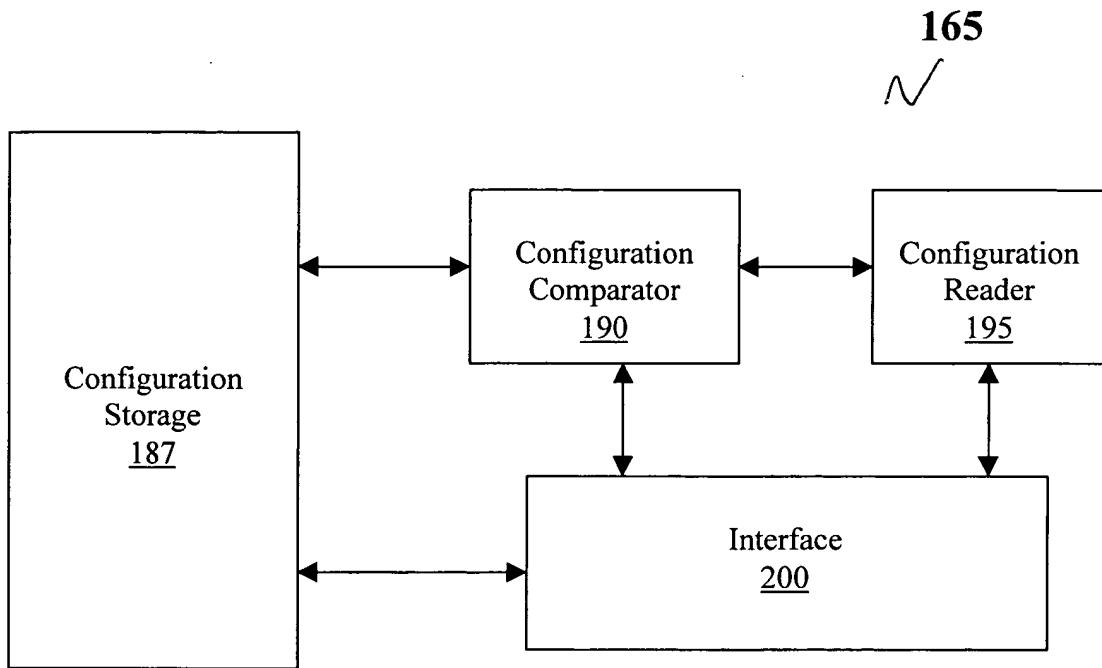 165
Configuration
Storage
187
Configuration
Comparator
190
Configuration
Reader
195
Interface
200